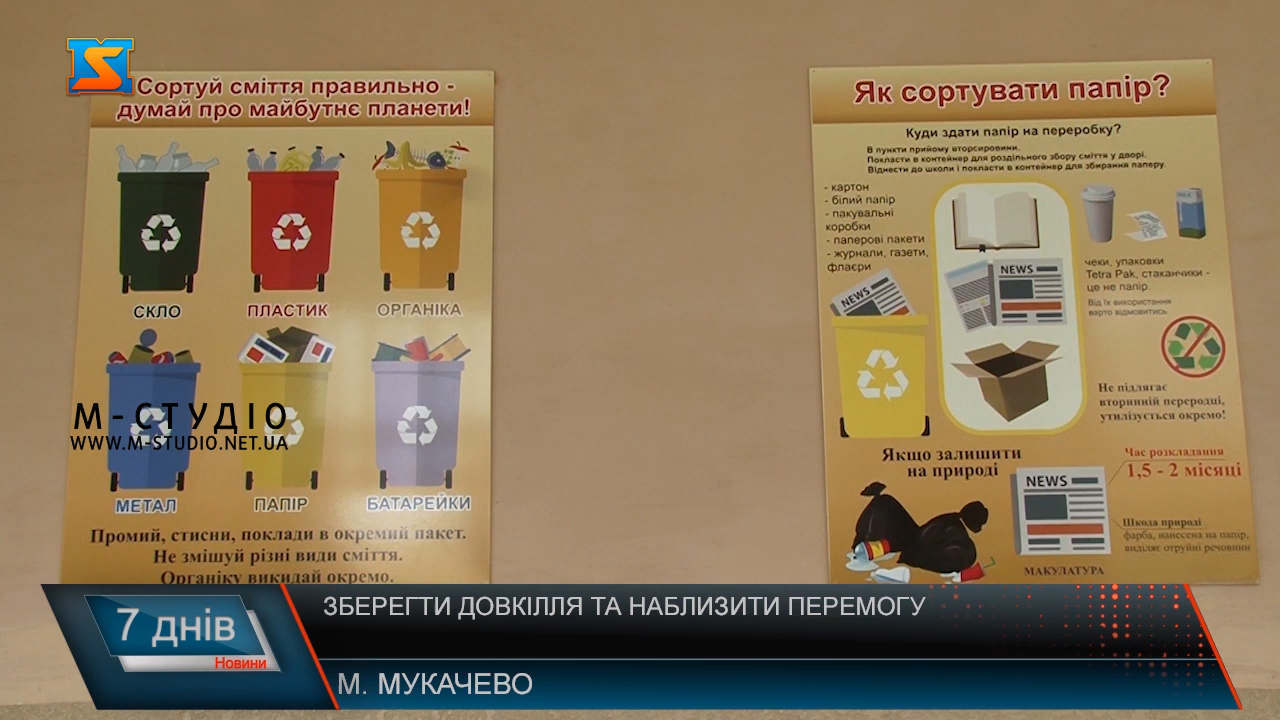 Сортуй сміття правильно -
думай про майбутнє планети!
СКЛО
ПЛАСТИК
ОРГАНІКА
МЕТАЛ
ПАПІР
БАТАРЕЙКИ
Промий, стисни, поклади в окремий пакет.
Не змішуй різні види сміття.
Органіку викидай окремо.
Як сортувати папір?
Куди здати папір на переробку?
В пункти прийому вторсировини.
Покласти в контейнер для роздільного збору сміття у дворі.
Віднести до школи і покласти в контейнер для збирання паперу.
- картон
- білий папір
- пакувальні
коробки
- паперові пакети
- журнали, газети,
флаєри
NEWS
NEWS
чеки, упаковки
Tetra Pak, стаканчики -
це не папір.
Від їх використання
варто відмовитись
Не підлягає
вторинній переродці,
утилізується окремо!
Якщо залишити
на природі
NEWS
Час розкладання
1,5 - 2 місяці
Шкода природі
фарба, нанесена на папір,
виділяє отруйні речовини
МАКУЛАТУРА
М-СТУДІО
WWW.M-STUDIO.NET.UA
7 днів
Новини
ЗБЕРЕГТИ ДОВКІЛЛЯ ТА НАБЛИЗИТИ ПЕРЕМОГУ
М. МУКАЧЕВО